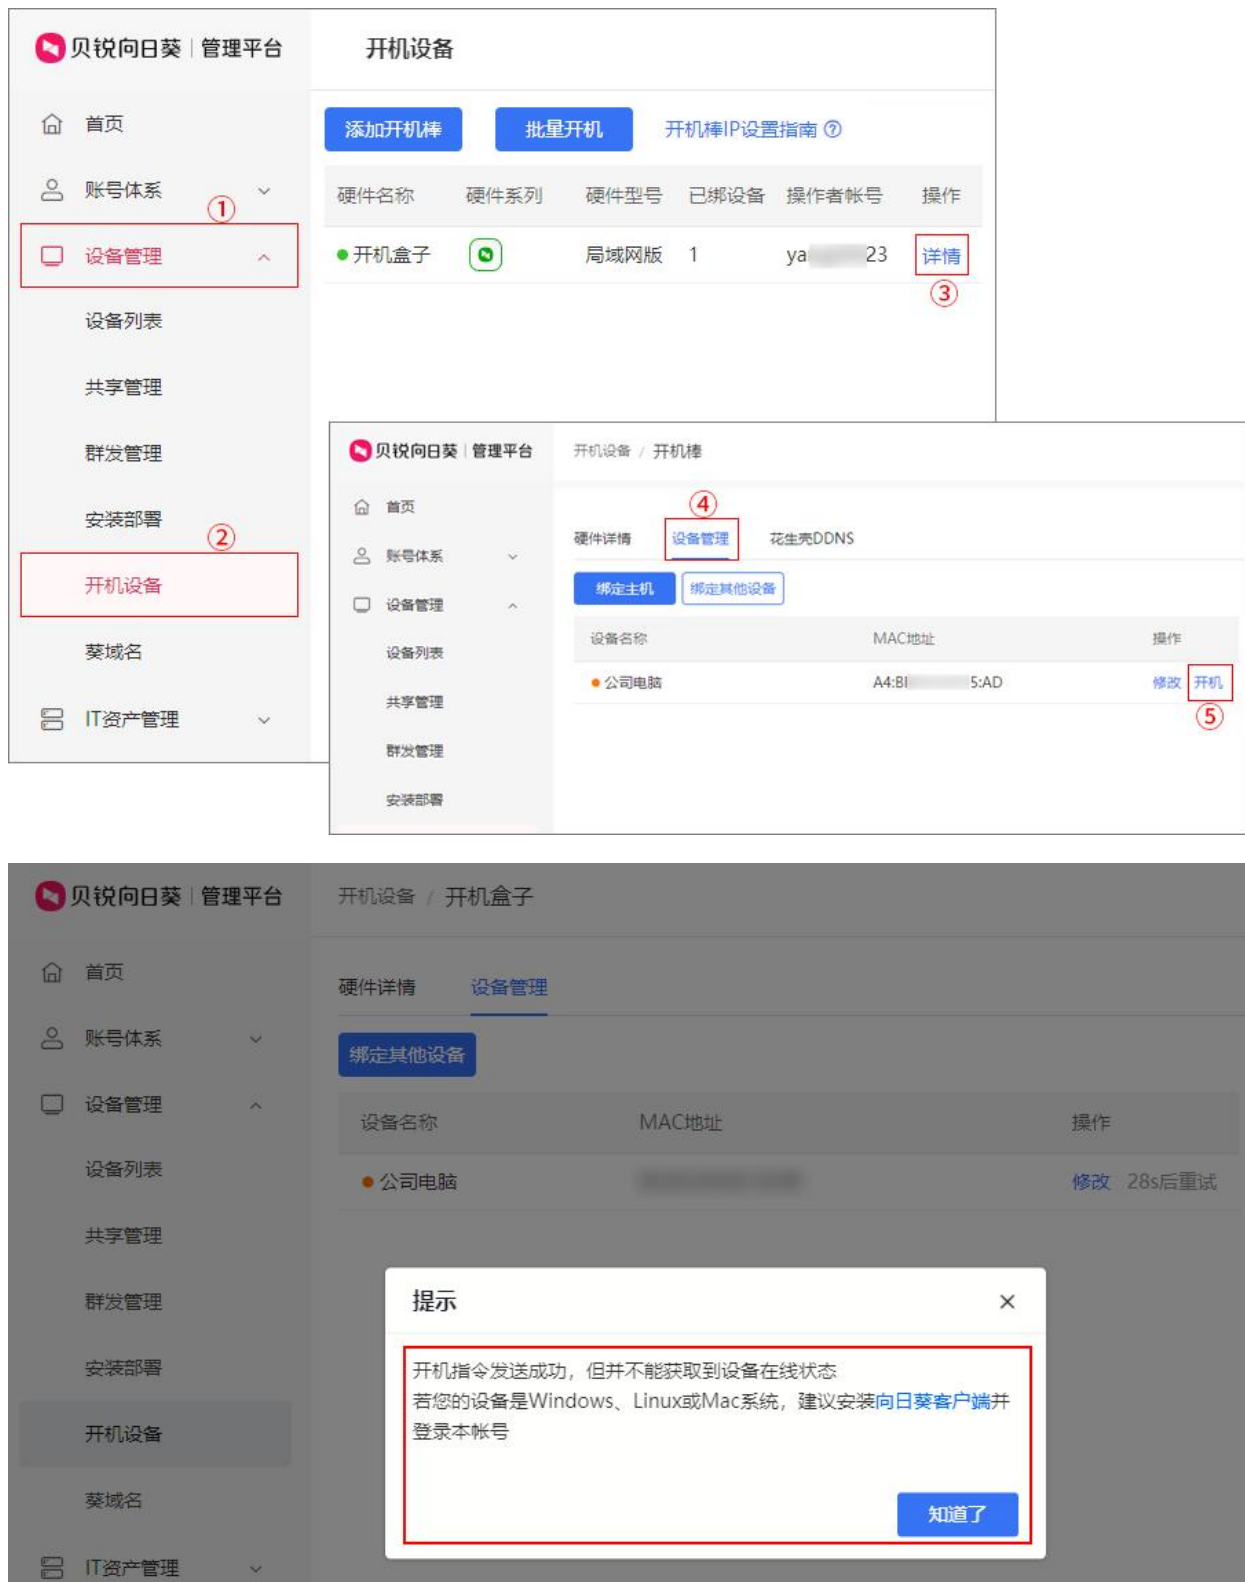 贝锐向日葵 管理平台
开机设备
首页
添加开机棒
批量开机
开机棒IP设置指南
账号体系
硬件名称 硬件系列 硬件型号 已绑设备 操作者帐号 操作
①
设备管理
开机盒子 局域网版 1 ya 23 详情
③
设备列表
共享管理
群发管理
安装部署
②
开机设备
葵域名
IT资产管理
贝锐向日葵 管理平台
开机设备 / 开机棒
首页
④
硬件详情 设备管理 花生壳DDNS
账号体系
绑定主机 绑定其他设备
设备管理
设备名称 MAC地址 操作
设备列表
公司电脑 A4:B 5:AD 修改 开机
⑤
共享管理
群发管理
安装部署
贝锐向日葵 管理平台
开机设备 / 开机盒子
首页
硬件详情 设备管理
账号体系
绑定其他设备
设备管理
设备名称 MAC地址 操作
设备列表
公司电脑 修改 28s后重试
共享管理
群发管理
安装部署
开机设备
葵域名
IT资产管理
提示
开机指令发送成功，但并不能获取到设备在线状态
若您的设备是Windows、Linux或Mac系统，建议安装向日葵客户端并
登录本帐号
知道了